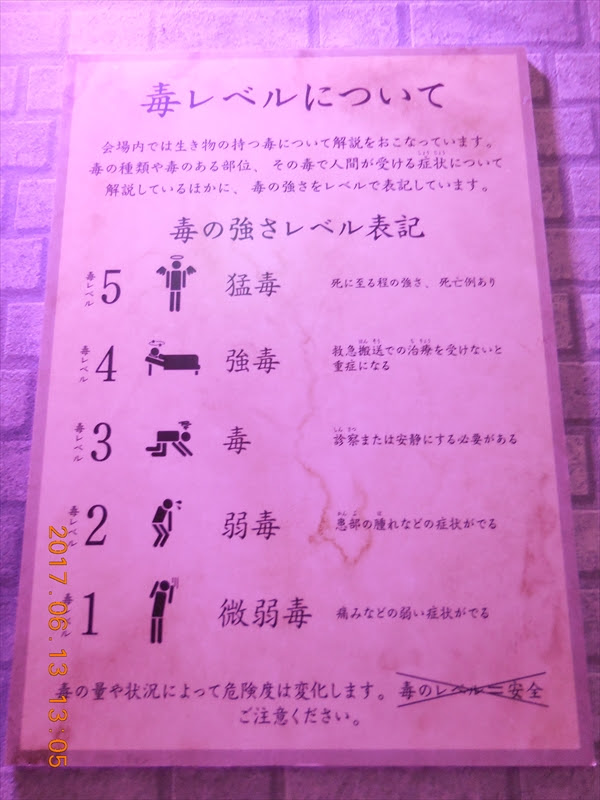 毒レベルについて
会場内では生き物の持つ毒について解説をおこなっています。
毒の種類や毒のある部位、その毒で人間が受ける症状について
解説しているほかに、毒の強さをレベルで表記しています。
毒の強さレベル表記
毒レベル 5 猛毒 死に至る程の強さ、死亡例あり
毒レベル 4 強毒 救急搬送での治療を受けないと
重症になる
毒レベル 3 毒 診察または安静にする必要がある
毒レベル 2 弱毒 患部の腫れなどの症状がでる
毒レベル 1 微弱毒 痛みなどの弱い症状がでる
毒の量や状況によって危険度は変化します。毒のレベル＝安全
ご注意ください。
2017.06.13 13:05